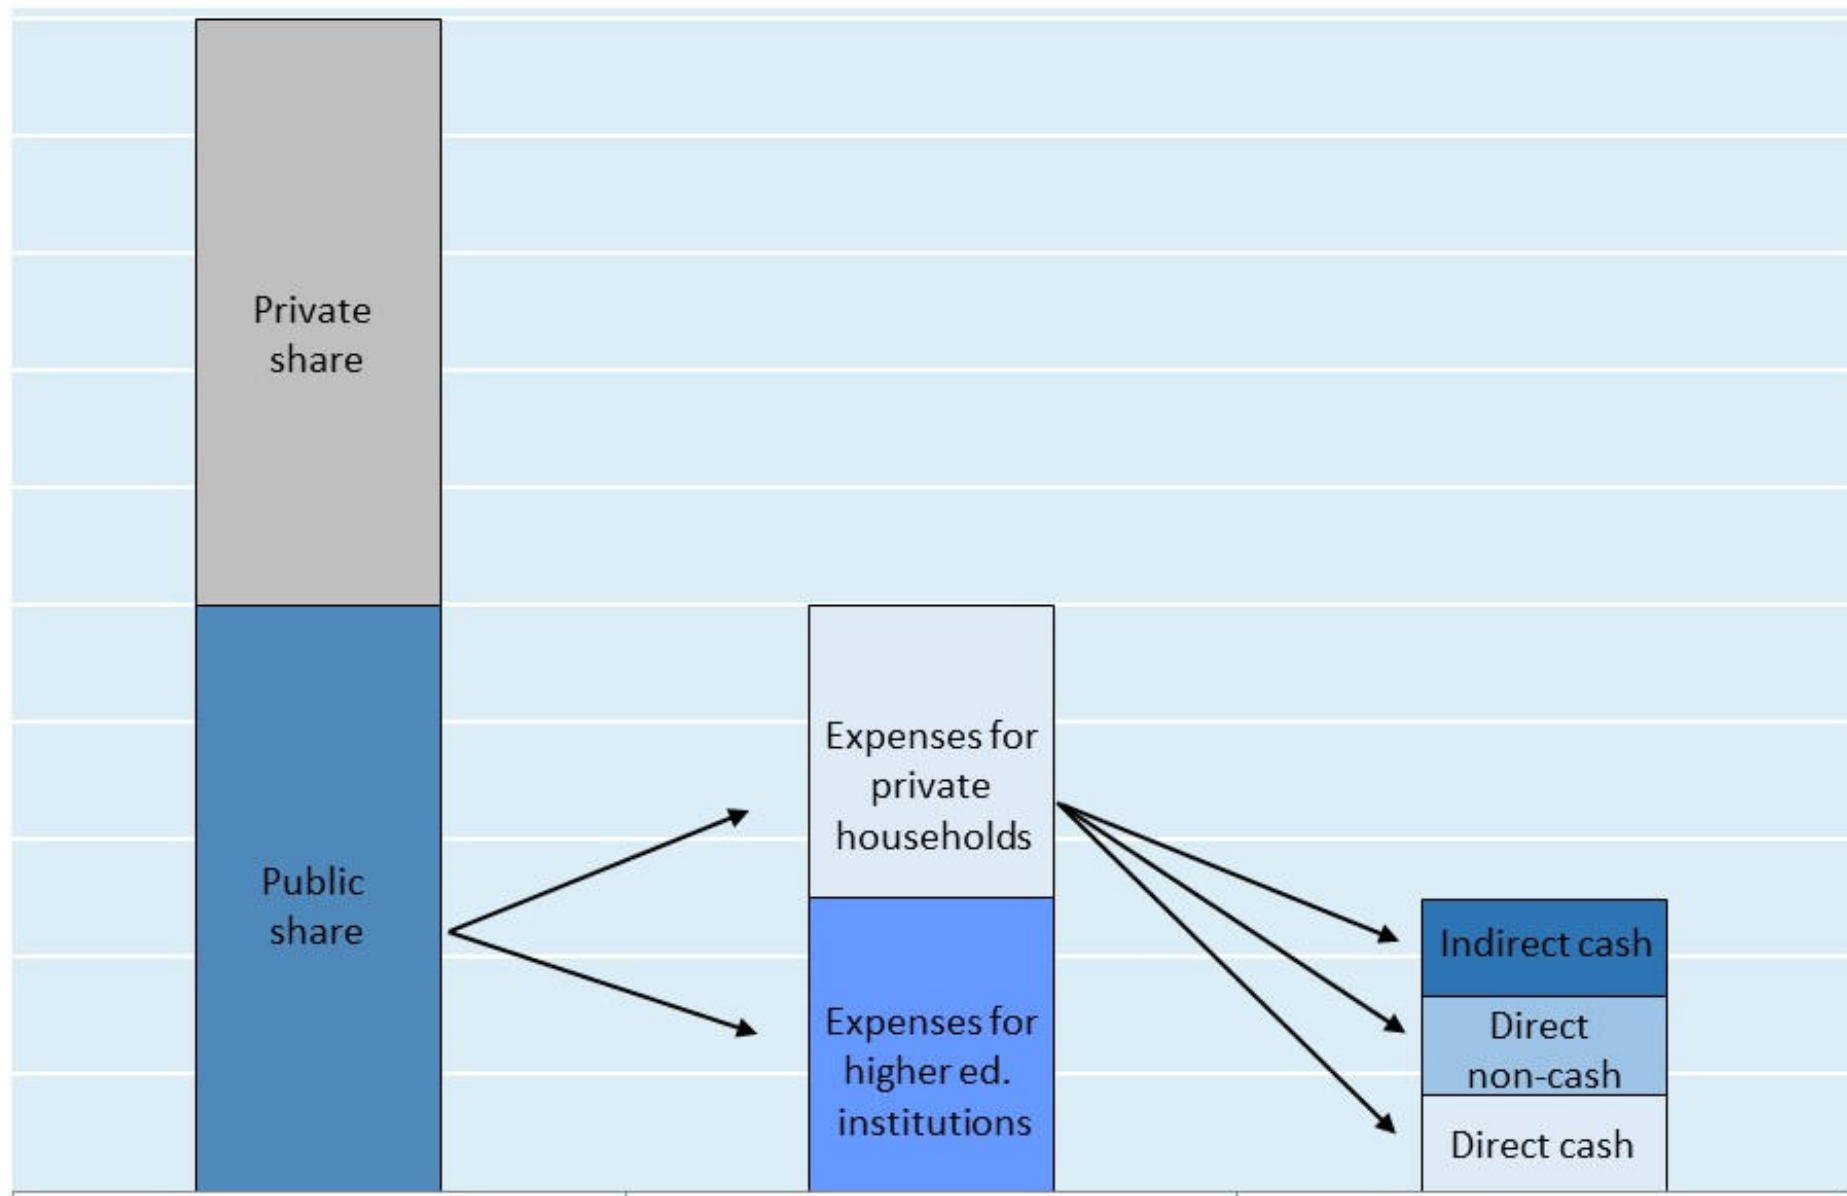 Private
share
Public
share
Expenses for
private
households
Expenses for
higher ed.
institutions
Indirect cash
Direct
non-cash
Direct cash